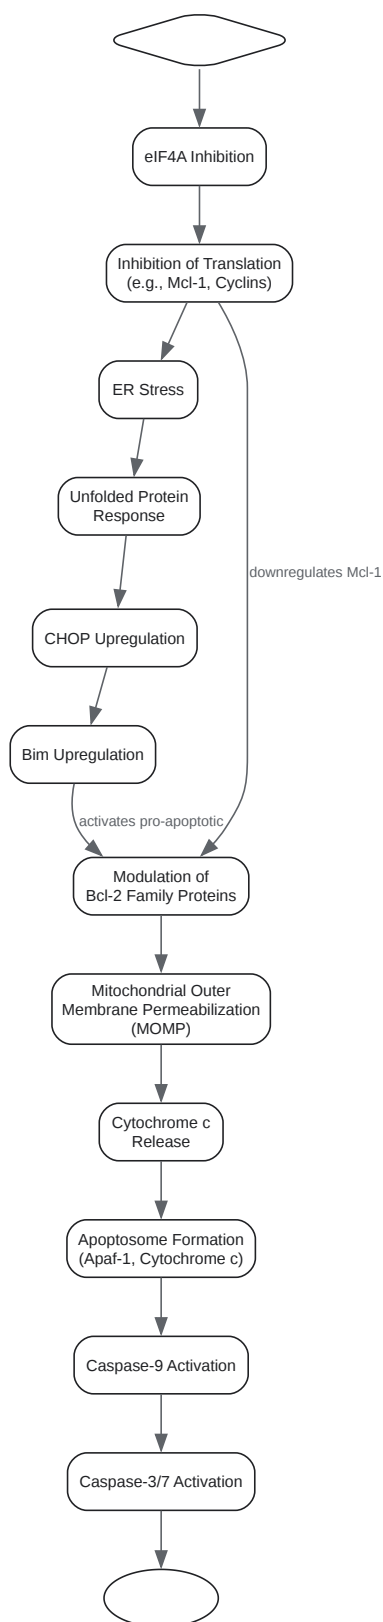 eIF4A Inhibition
Inhibition of Translation
(e.g., Mcl-1, Cyclins)
ER Stress
Unfolded Protein
Response
downregulates Mcl-1
CHOP Upregulation
Bim Upregulation
activates pro-apoptotic
Modulation of
Bcl-2 Family Proteins
Mitochondrial Outer
Membrane Permeabilization
(MOMP)
Cytochrome c
Release
Apoptosome Formation
(Apaf-1, Cytochrome c)
Caspase-9 Activation
Caspase-3/7 Activation